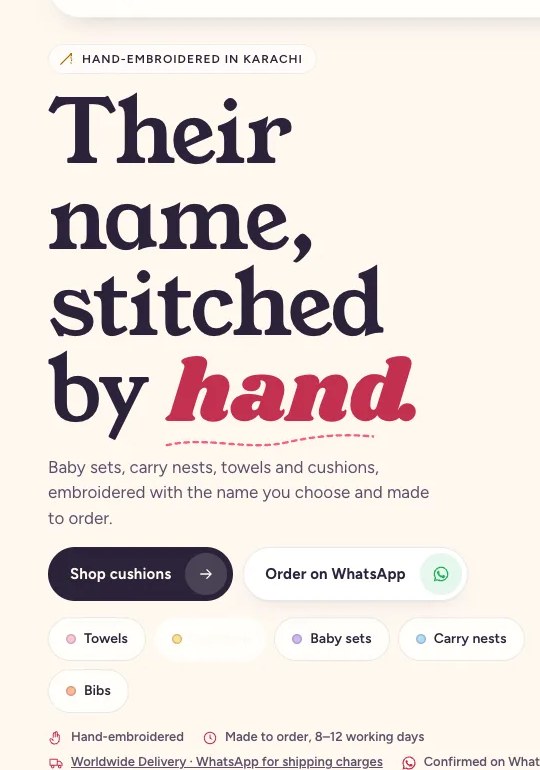 HAND-EMBROIDERED IN KARACHI
Their
name,
stitched
by hand.
Baby sets, carry nests, towels and cushions,
embroidered with the name you choose and made
to order.
Shop cushions → Order on WhatsApp
Towels Baby sets Carry nests
Bibs
Hand-embroidered Made to order, 8–12 working days
Worldwide Delivery · WhatsApp for shipping charges Confirmed on What